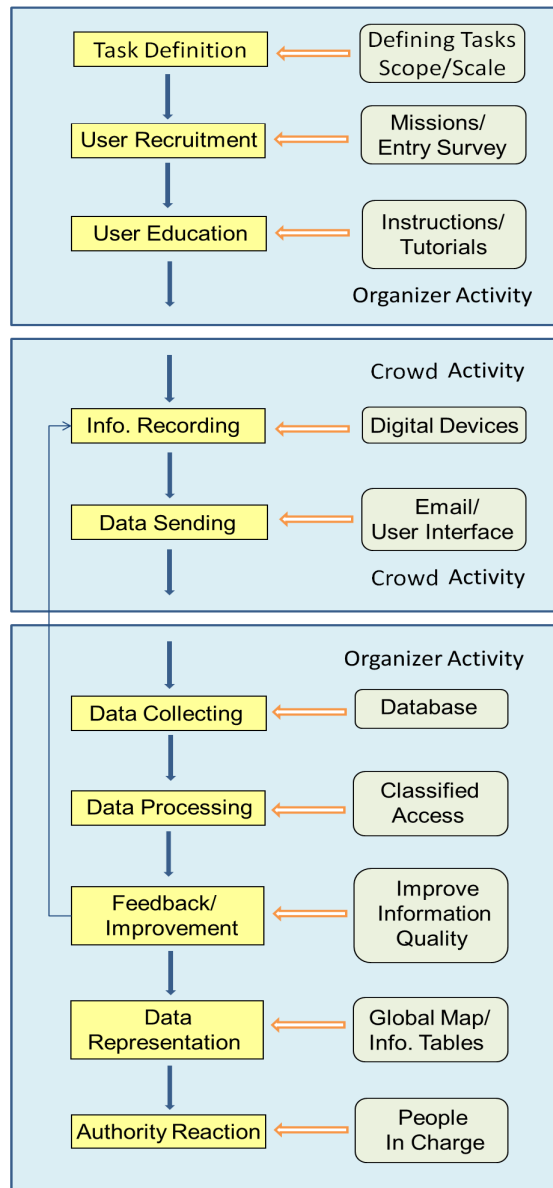 Task Definition
Defining Tasks
Scope/Scale
User Recruitment
Missions/
Entry Survey
User Education
Instructions/
Tutorials
Organizer Activity
Crowd Activity
Info. Recording
Digital Devices
Data Sending
Email/
User Interface
Crowd Activity
Organizer Activity
Data Collecting
Database
Data Processing
Classified
Access
Feedback/
Improvement
Improve
Information
Quality
Data
Representation
Global Map/
Info. Tables
Authority Reaction
People
In Charge